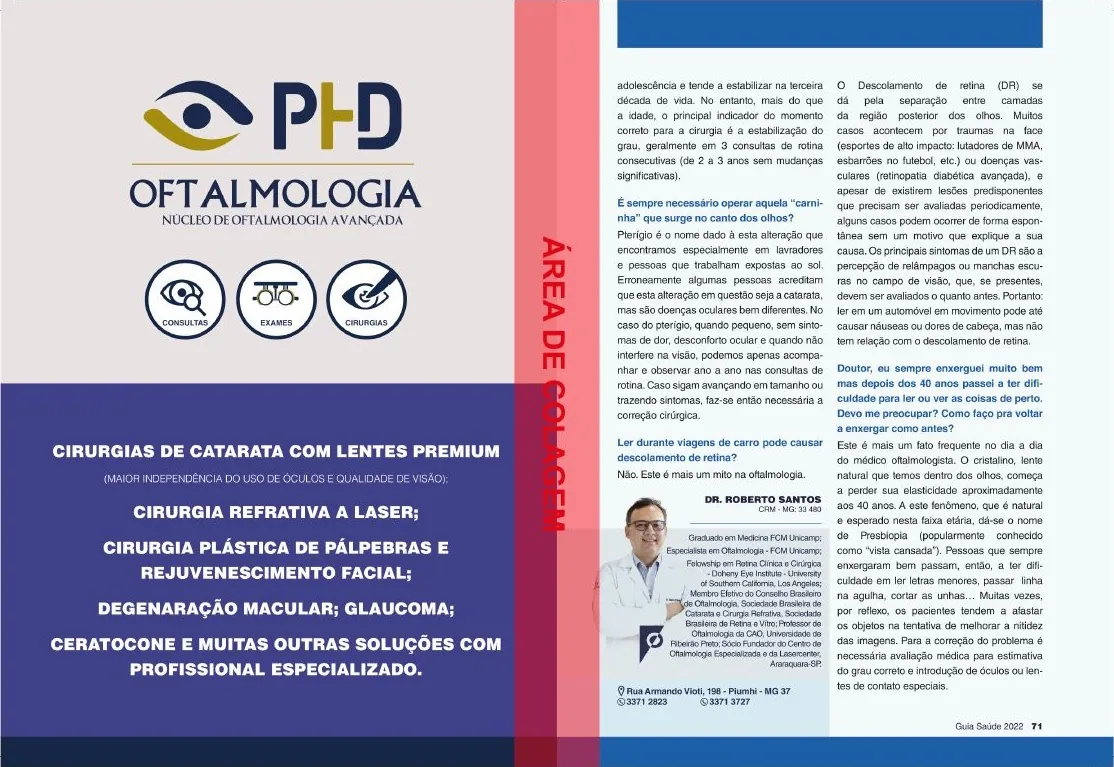 PHD
OFTALMOLOGIA
NÚCLEO DE OFTALMOLOGIA AVANÇADA
CONSULTAS
EXAMES
CIRURGIAS
CIRURGIAS DE CATARATA COM LENTES PREMIUM
(MAIOR INDEPENDÊNCIA DO USO DE ÓCULOS E QUALIDADE DE VISÃO);
CIRURGIA REFRATIVA A LASER;
CIRURGIA PLÁSTICA DE PÁLPEBRAS E
REJUVENESCIMENTO FACIAL;
DEGENARAÇÃO MACULAR; GLAUCOMA;
CERATOCONE E MUITAS OUTRAS SOLUÇÕES COM
PROFISSIONAL ESPECIALIZADO.
ÁREA DE COLAGEM
adolescência e tende a estabilizar na terceira
década de vida. No entanto, mais do que
a idade, o principal indicador do momento
correto para a cirurgia é a estabilização do
grau, geralmente em 3 consultas de rotina
consecutivas (de 2 a 3 anos sem mudanças
significativas).
É sempre necessário operar aquela “carni-
nha” que surge no canto dos olhos?
Pterígio é o nome dado à esta alteração que
encontramos especialmente em lavradores
e pessoas que trabalham expostas ao sol.
Erroneamente algumas pessoas acreditam
que esta alteração em questão seja a catarata,
mas são doenças oculares bem diferentes. No
caso do pterígio, quando pequeno, sem sinto-
mas de dor, desconforto ocular e quando não
interfere na visão, podemos apenas acompa-
nhar e observar ano a ano nas consultas de
rotina. Caso sigam avançando em tamanho ou
trazendo sintomas, faz-se então necessária a
correção cirúrgica.
Ler durante viagens de carro pode causar
descolamento de retina?
Não. Este é mais um mito na oftalmologia.
DR. ROBERTO SANTOS
CRM - MG: 33 480
Graduado em Medicina FCM Unicamp;
Especialista em Oftalmologia - FCM Unicamp;
Felowship em Retina Clínica e Cirúrgica
- Doheny Eye Institute - University
of Southern California, Los Angeles;
Membro Efetivo do Conselho Brasileiro
de Oftalmologia, Sociedade Brasileira de
Catarata e Cirurgia Refrativa, Sociedade
Brasileira de Retina e Vítreo; Professor de
Oftalmologia da CAO, Universidade de
Ribeirão Preto; Sócio Fundador do Centro de
Oftalmologia Especializada e da Lasercenter,
Araraquara-SP.
Rua Armando Vioti, 198 - Piumhi - MG 37
3371 2823 3371 3727
O Descolamento de retina (DR) se
dá pela separação entre camadas
da região posterior dos olhos. Muitos
casos acontecem por traumas na face
(esportes de alto impacto: lutadores de MMA,
esbarrões no futebol, etc.) ou doenças vas-
culares (retinopatia diabética avançada), e
apesar de existirem lesões predisponentes
que precisam ser avaliadas periodicamente,
alguns casos podem ocorrer de forma espon-
tânea sem um motivo que explique a sua
causa. Os principais sintomas de um DR são a
percepção de relâmpagos ou manchas escu-
ras no campo de visão, que, se presentes,
devem ser avaliados o quanto antes. Portanto:
ler em um automóvel em movimento pode até
causar náuseas ou dores de cabeça, mas não
tem relação com o descolamento de retina.
Doutor, eu sempre enxerguei muito bem
mas depois dos 40 anos passei a ter difi-
culdade para ler ou ver as coisas de perto.
Devo me preocupar? Como faço pra voltar
a enxergar como antes?
Este é mais um fato frequente no dia a dia
do médico oftalmologista. O cristalino, lente
natural que temos dentro dos olhos, começa
a perder sua elasticidade aproximadamente
aos 40 anos. A este fenômeno, que é natural
e esperado nesta faixa etária, dá-se o nome
de Presbiopia (popularmente conhecido
como “vista cansada”). Pessoas que sempre
enxergaram bem passam, então, a ter difi-
culdade em ler letras menores, passar linha
na agulha, cortar as unhas… Muitas vezes,
por reflexo, os pacientes tendem a afastar
os objetos na tentativa de melhorar a nitidez
das imagens. Para a correção do problema é
necessária avaliação médica para estimativa
do grau correto e introdução de óculos ou len-
tes de contato especiais.
Guia Saúde 2022 71